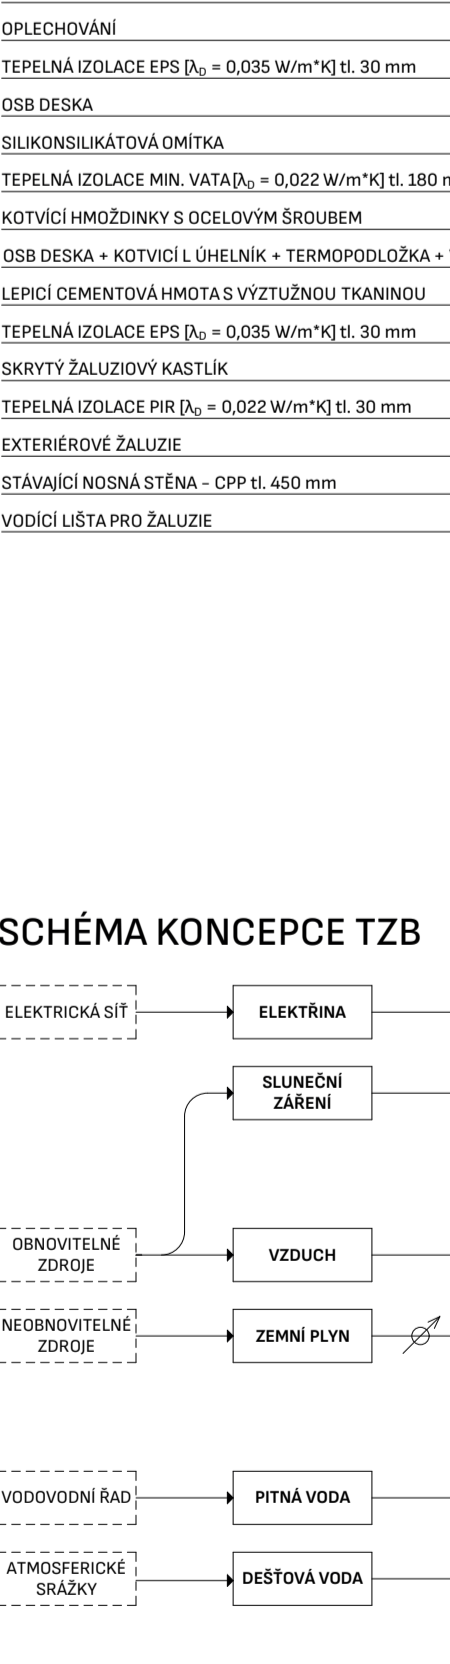 OPLECHOVÁNÍ
TEPELNÁ IZOLACE EPS [λD = 0,035 W/m*K] tl. 30 mm
OSB DESKA
SILIKONSILIKÁTOVÁ OMÍTKA
TEPELNÁ IZOLACE MIN. VATA [λD = 0,022 W/m*K] tl. 180
KOTVÍCÍ HMOŽDINKY S OCELOVÝM ŠROUBEM
OSB DESKA + KOTVICÍ L ÚHELNÍK + TERMOPODLOŽKA +
LEPICÍ CEMENTOVÁ HMOTA S VÝZTUŽNOU TKANINOU
TEPELNÁ IZOLACE EPS [λD = 0,035 W/m*K] tl. 30 mm
SKRYTÝ ŽALUZIOVÝ KASTLÍK
TEPELNÁ IZOLACE PIR [λD = 0,022 W/m*K] tl. 30 mm
EXTERIÉROVÉ ŽALUZIE
STÁVAJÍCÍ NOSNÁ STĚNA - CPP tl. 450 mm
VODÍCÍ LIŠTA PRO ŽALUZIE
SCHÉMA KONCEPCE TZB
ELEKTRICKÁ SÍŤ
ELEKTŘINA
SLUNEČNÍ
ZÁŘENÍ
OBNOVITELNÉ
ZDROJE
VZDUCH
NEOBNOVITELNÉ
ZDROJE
ZEMNÍ PLYN
VODOVODNÍ ŘAD
PITNÁ VODA
ATMOSFERICKÉ
SRÁŽKY
DEŠŤOVÁ VODA